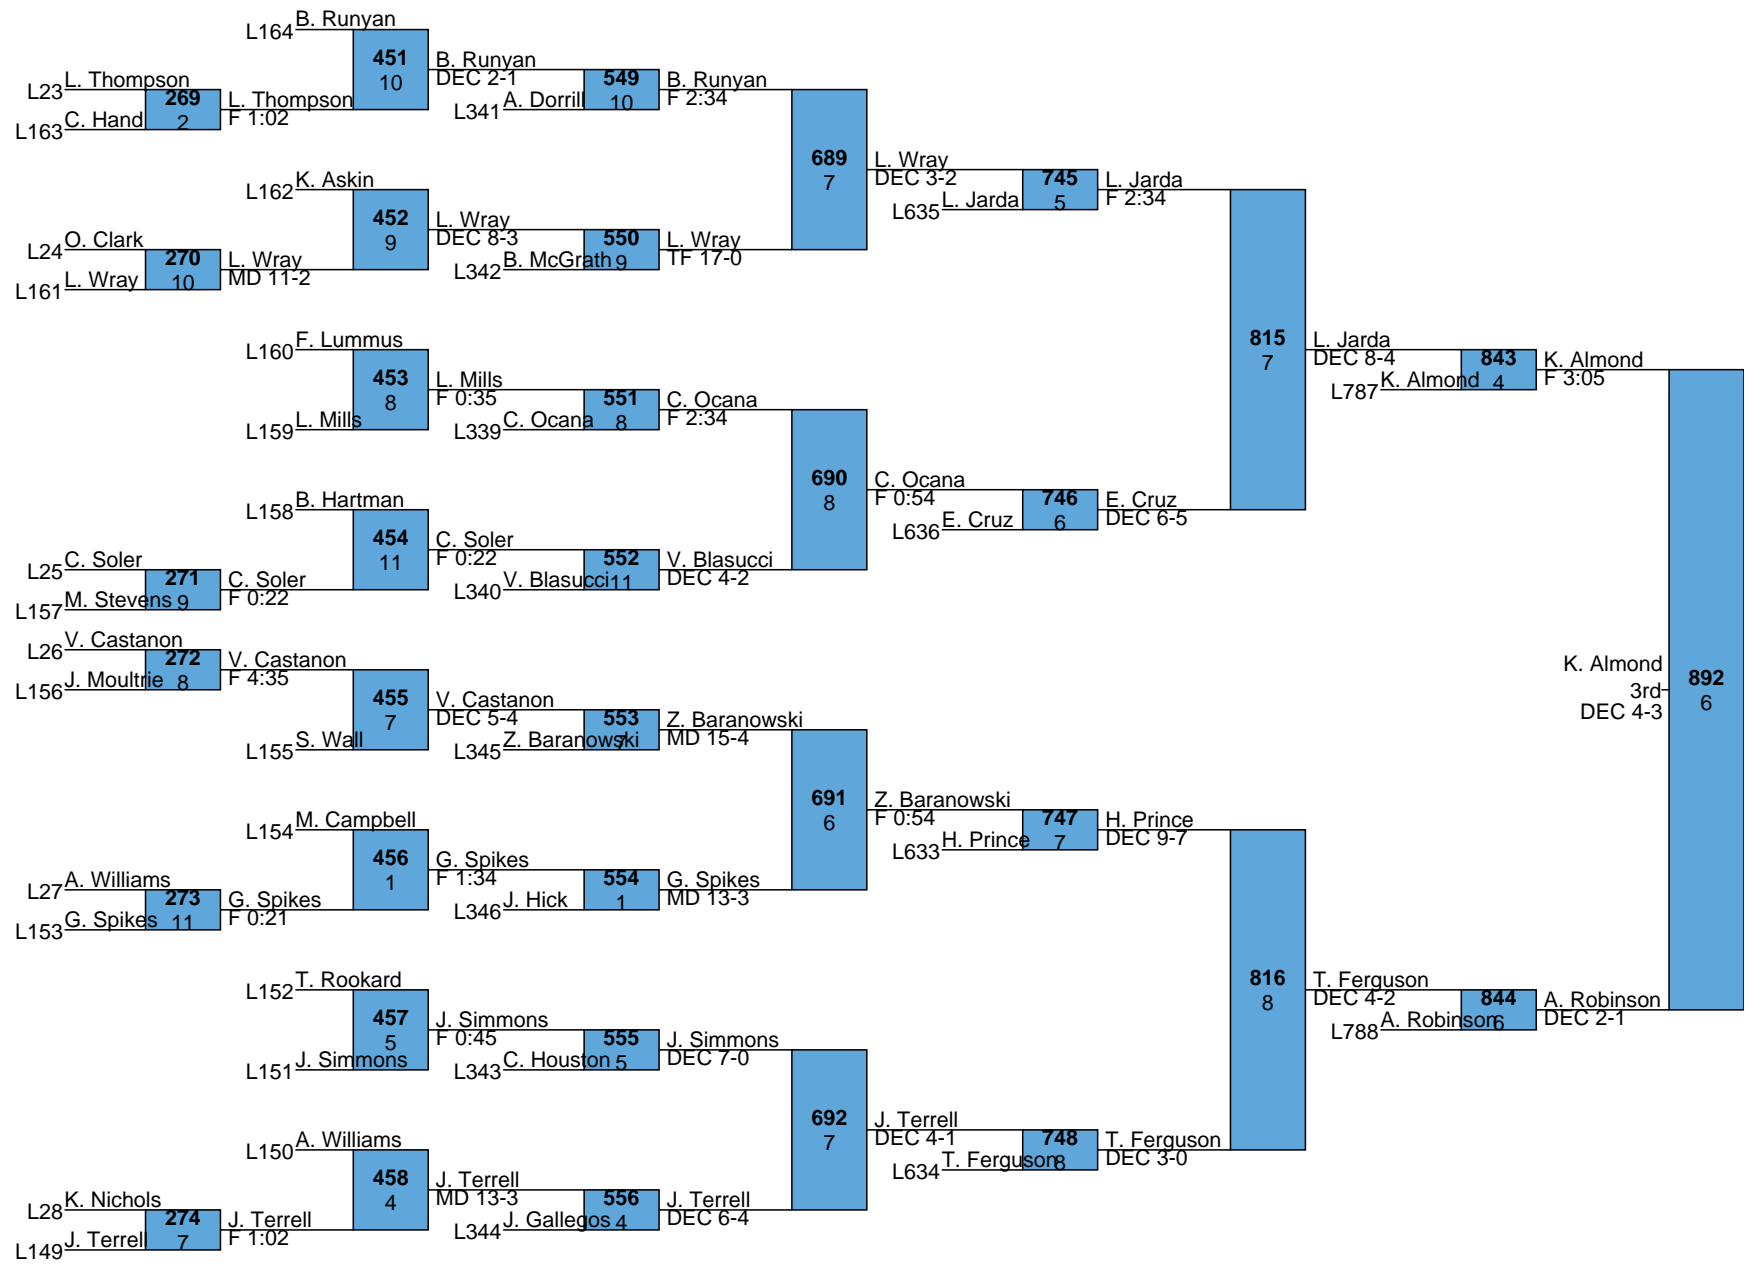 L164 B. Runyan
451
10
L23 L. Thompson
L163 C. Hand
269
2
L. Thompson
F 1:02
B. Runyan
DEC 2-1
L341 A. Dorrill
549
10
B. Runyan
F 2:34
L162 K. Askin
452
9
L24 O. Clark
L161 L. Wray
270
10
L. Wray
MD 11-2
L. Wray
DEC 8-3
L342 B. McGrath
550
9
L. Wray
TF 17-0
689
7
L. Wray
DEC 3-2
L635 L. Jarda
745
5
L. Jarda
F 2:34
L160 F. Lummus
L159 L. Mills
453
8
L. Mills
F 0:35
L339 C. Ocana
551
8
C. Ocana
F 2:34
L158 B. Hartman
454
11
L25 C. Soler
L157 M. Stevens
271
9
C. Soler
F 0:22
C. Soler
F 0:22
L340 V. Blasucci
552
11
V. Blasucci
DEC 4-2
690
8
C. Ocana
F 0:54
L636 E. Cruz
746
6
E. Cruz
DEC 6-5
815
7
L. Jarda
DEC 8-4
L787 K. Almond
843
4
K. Almond
F 3:05
L26 V. Castanon
L156 J. Moultrie
272
8
V. Castanon
F 4:35
L155 S. Wall
455
7
V. Castanon
DEC 5-4
L345 Z. Baranowski
553
7
Z. Baranowski
MD 15-4
L154 M. Campbell
456
1
L27 A. Williams
L153 G. Spikes
273
11
G. Spikes
F 0:21
G. Spikes
F 1:34
L346 J. Hick
554
1
G. Spikes
MD 13-3
691
6
Z. Baranowski
F 0:54
L633 H. Prince
747
7
H. Prince
DEC 9-7
L152 T. Rookard
L151 J. Simmons
457
5
J. Simmons
F 0:45
L343 C. Houston
555
5
J. Simmons
DEC 7-0
L150 A. Williams
458
4
L28 K. Nichols
L149 J. Terrell
274
7
J. Terrell
F 1:02
J. Terrell
MD 13-3
L344 J. Gallegos
556
4
J. Terrell
DEC 6-4
692
7
J. Terrell
DEC 4-1
L634 T. Ferguson
748
8
T. Ferguson
DEC 3-0
816
8
T. Ferguson
DEC 4-2
L788 A. Robinson
844
6
A. Robinson
DEC 2-1
K. Almond
3rd
DEC 4-3
892
6